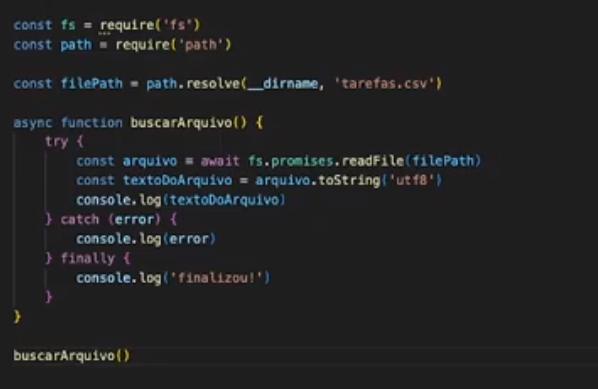 const fs = require('fs')
const path = require('path')
const filePath = path.resolve(__dirname, 'tarefas.csv')
async function buscarArquivo() {
try {
const arquivo = await fs.promises.readFile(filePath)
const textoDoArquivo = arquivo.toString('utf8')
console.log(textoDoArquivo)
} catch (error) {
console.log(error)
} finally {
console.log('finalizou!')
}
}
buscarArquivo()